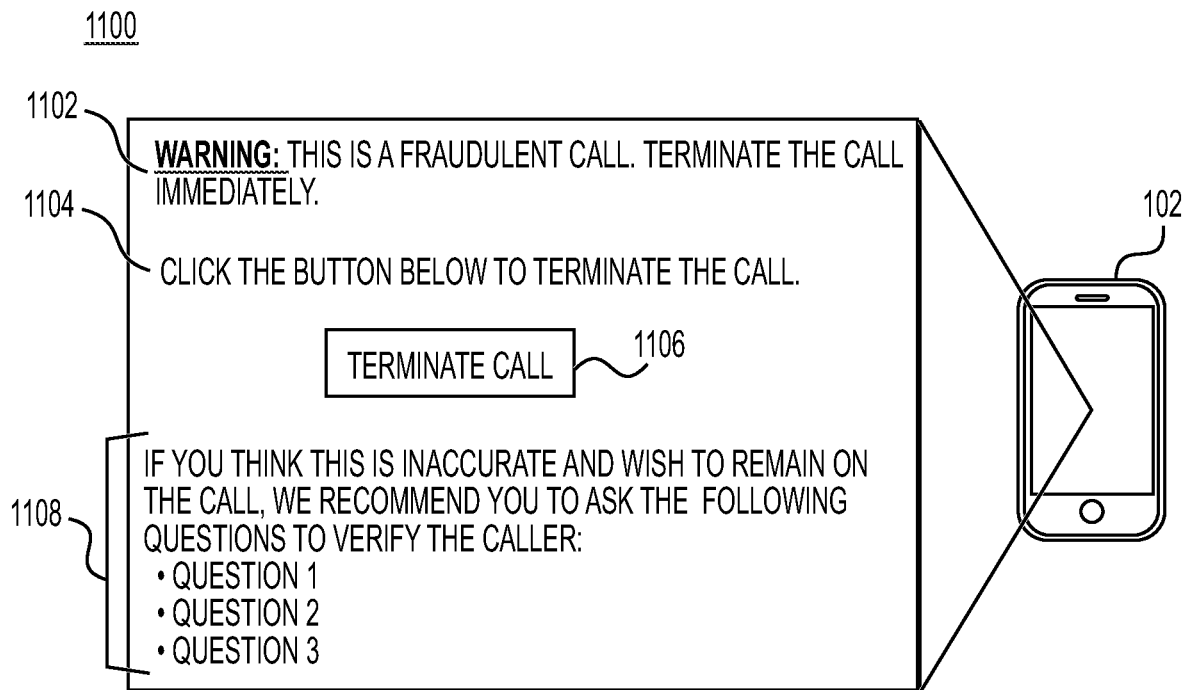 1100
1102
WARNING: THIS IS A FRAUDULENT CALL. TERMINATE THE CALL
IMMEDIATELY.
1104
CLICK THE BUTTON BELOW TO TERMINATE THE CALL.
102
TERMINATE CALL
1106
1108
IF YOU THINK THIS IS INACCURATE AND WISH TO REMAIN ON
THE CALL, WE RECOMMEND YOU TO ASK THE FOLLOWING
QUESTIONS TO VERIFY THE CALLER:
• QUESTION 1
• QUESTION 2
• QUESTION 3